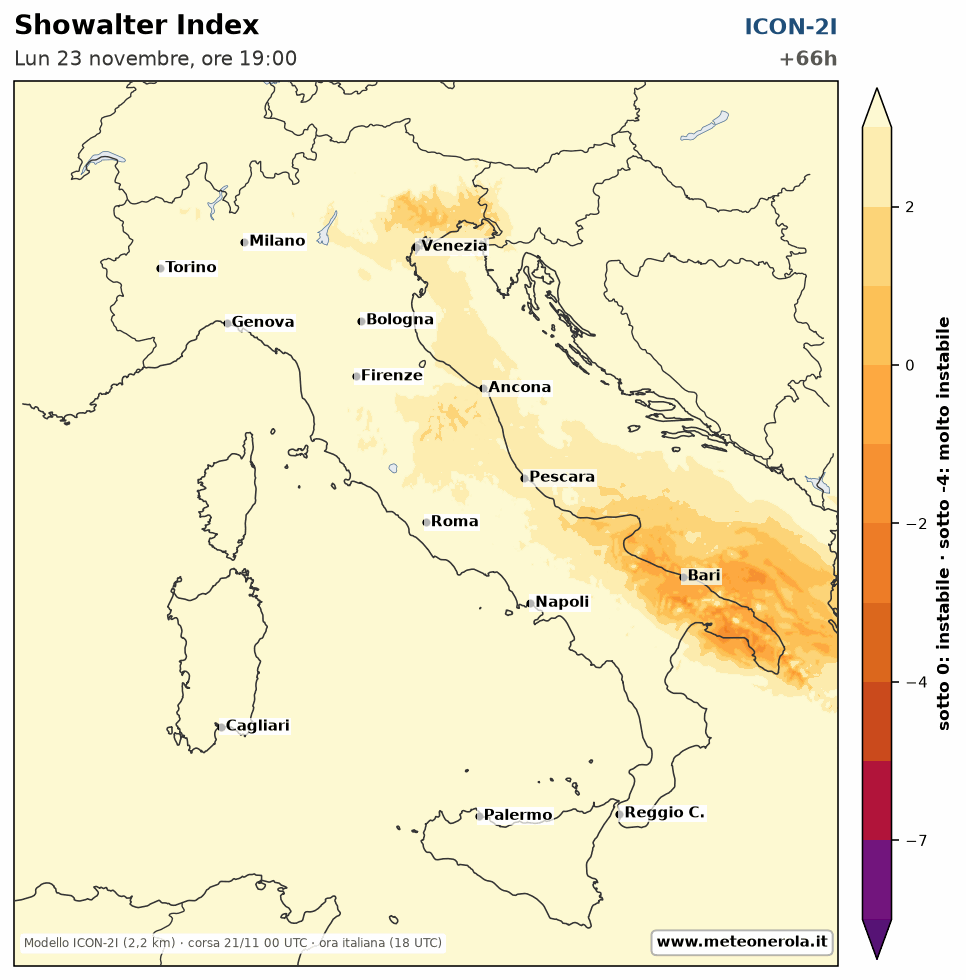 Showalter Index
ICON-2I
Lun 23 novembre, ore 19:00
+66h
Milano
Venezia
Torino
Genova
Bologna
Firenze
Ancona
Pescara
Roma
Bari
Napoli
Cagliari
Palermo
Reggio C.
2
0
−2
−4
−7
sotto 0: instabile · sotto -4: molto instabile
Modello ICON-2I (2,2 km) · corsa 21/11 00 UTC · ora italiana (18 UTC)
www.meteonerola.it